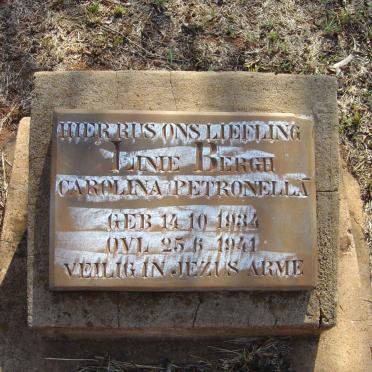 HIER RUS ONS LIEFLING
LINIE BERGH
CAROLINA PETRONELLA
GEB 14.10.1934
OVL 25.6.1941
VEILIG IN JEZUS ARME